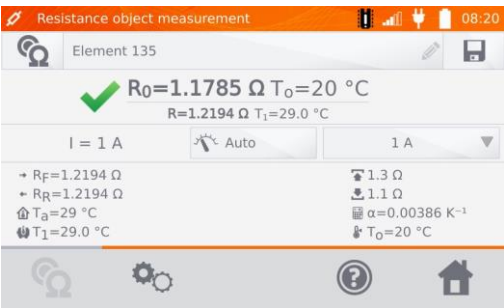 Resistance object measurement 08:20
Element 135
R0=1.1785 Ω To=20 °C
R=1.2194 Ω T1=29.0 °C
I = 1 A Auto 1 A
RF=1.2194 Ω 1.3 Ω
RR=1.2194 Ω 1.1 Ω
Ta=29 °C α=0.00386 K⁻¹
T1=29.0 °C To=20 °C